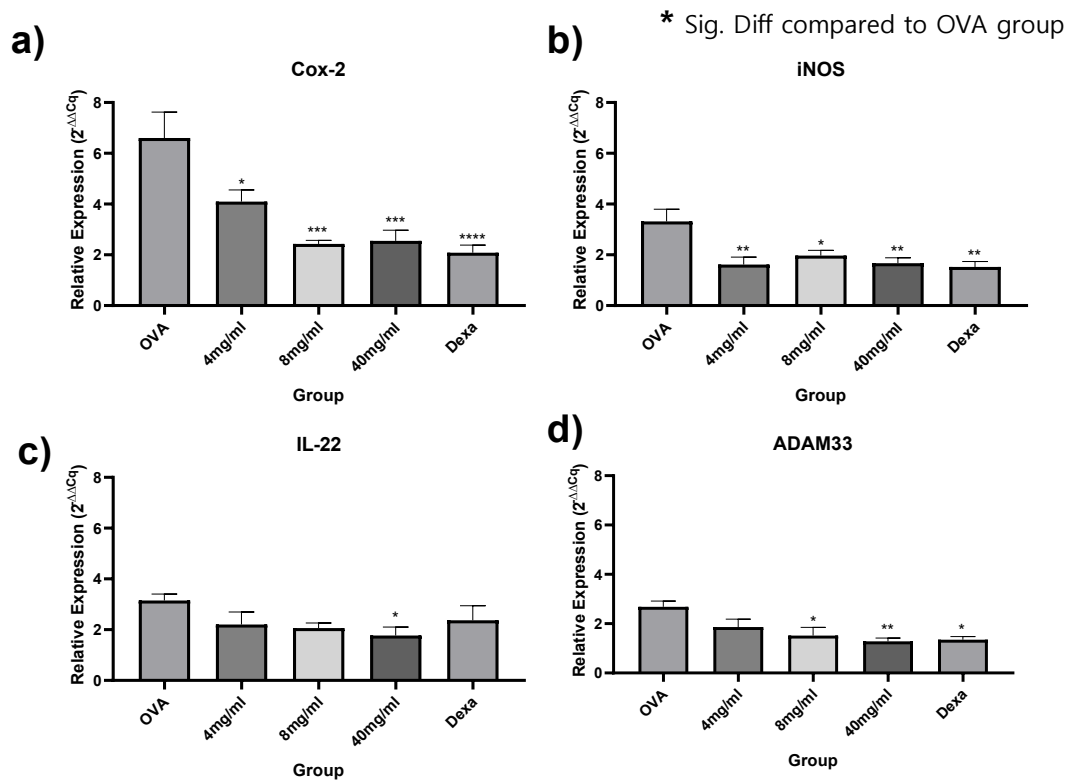 * Sig. Diff compared to OVA group
a)
Cox-2
Relative Expression (2^-ΔΔCq)
8
6
4
2
0
*
***
***
****
OVA
4mg/ml
8mg/ml
40mg/ml
Dexa
Group
b)
iNOS
Relative Expression (2^-ΔΔCq)
8
6
4
2
0
**
*
**
**
OVA
4mg/ml
8mg/ml
40mg/ml
Dexa
Group
c)
IL-22
Relative Expression (2^-ΔΔCq)
8
6
4
2
0
*
OVA
4mg/ml
8mg/ml
40mg/ml
Dexa
Group
d)
ADAM33
Relative Expression (2^-ΔΔCq)
8
6
4
2
0
*
**
*
OVA
4mg/ml
8mg/ml
40mg/ml
Dexa
Group